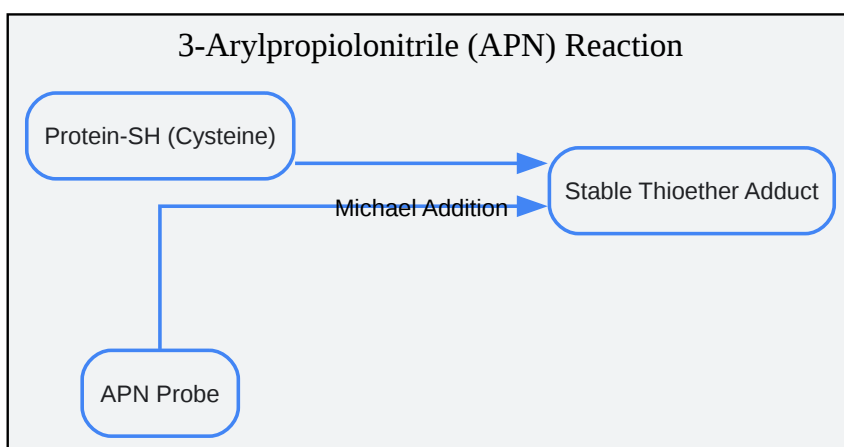 3-Arylpropiolonitrile (APN) Reaction
Protein-SH (Cysteine)
Stable Thioether Adduct
Michael Addition
APN Probe